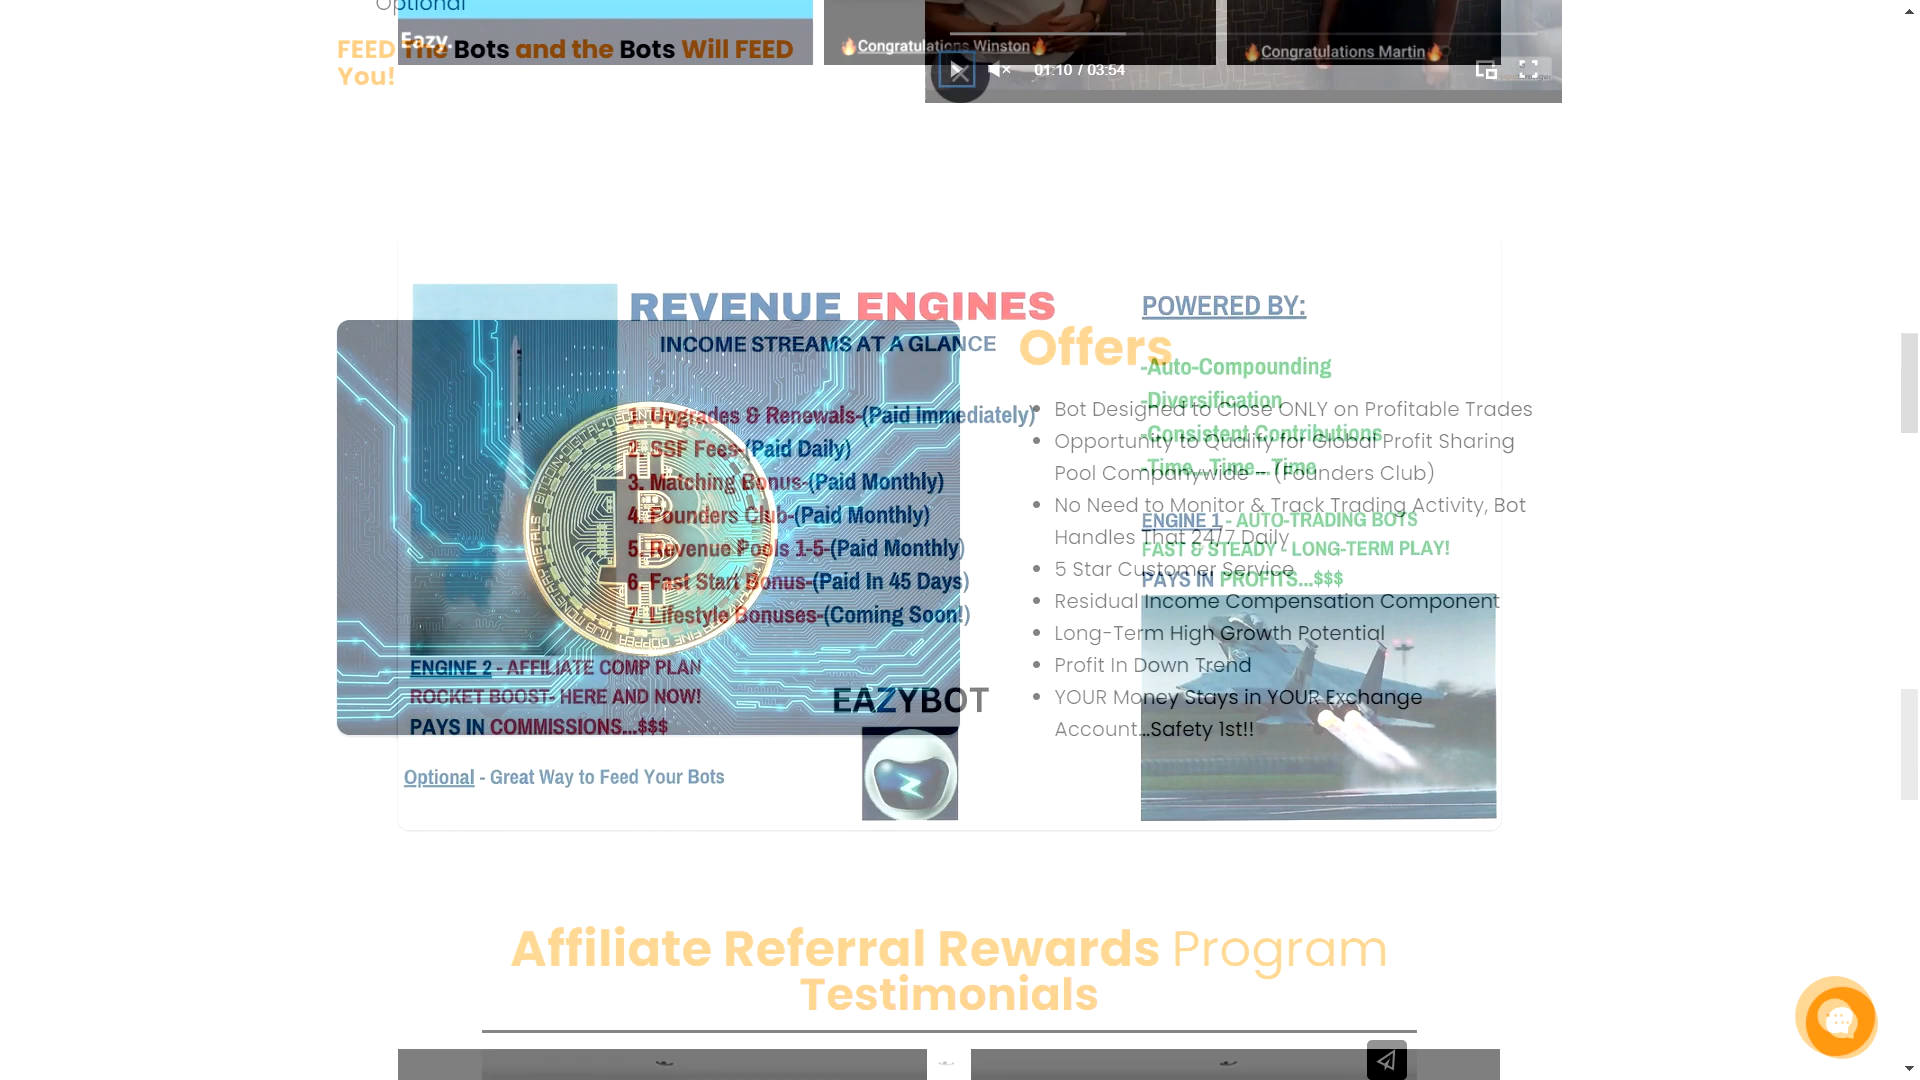 Optional
Eazy.
FEED The Bots and the Bots Will FEED
You!
🔥Congratulations Winston🔥
🔥Congratulations Martin🔥
01:10 / 03:54
REVENUE ENGINES
INCOME STREAMS AT A GLANCE
1. Upgrades & Renewals-(Paid Immediately)
2. SSF Fees-(Paid Daily)
3. Matching Bonus-(Paid Monthly)
4. Founders Club-(Paid Monthly)
5. Revenue Pools 1-5-(Paid Monthly)
6. Fast Start Bonus-(Paid In 45 Days)
7. Lifestyle Bonuses-(Coming Soon!)
ENGINE 2 - AFFILIATE COMP PLAN
ROCKET BOOST- HERE AND NOW!
PAYS IN COMMISSIONS...$$$
Optional - Great Way to Feed Your Bots
EAZYBOT
POWERED BY:
-Auto-Compounding
-Diversification
-Consistent Contributions
-Time...Time...Time
ENGINE 1 - AUTO-TRADING BOTS
FAST & STEADY - LONG-TERM PLAY!
PAYS IN PROFITS...$$$
Offers
• Bot Designed to Close ONLY on Profitable Trades
• Opportunity to Qualify for Global Profit Sharing
Pool Companywide – (Founders Club)
• No Need to Monitor & Track Trading Activity, Bot
Handles That 24/7 Daily
• 5 Star Customer Service
• Residual Income Compensation Component
• Long-Term High Growth Potential
• Profit In Down Trend
• YOUR Money Stays in YOUR Exchange
Account…Safety 1st!!
Affiliate Referral Rewards Program
Testimonials